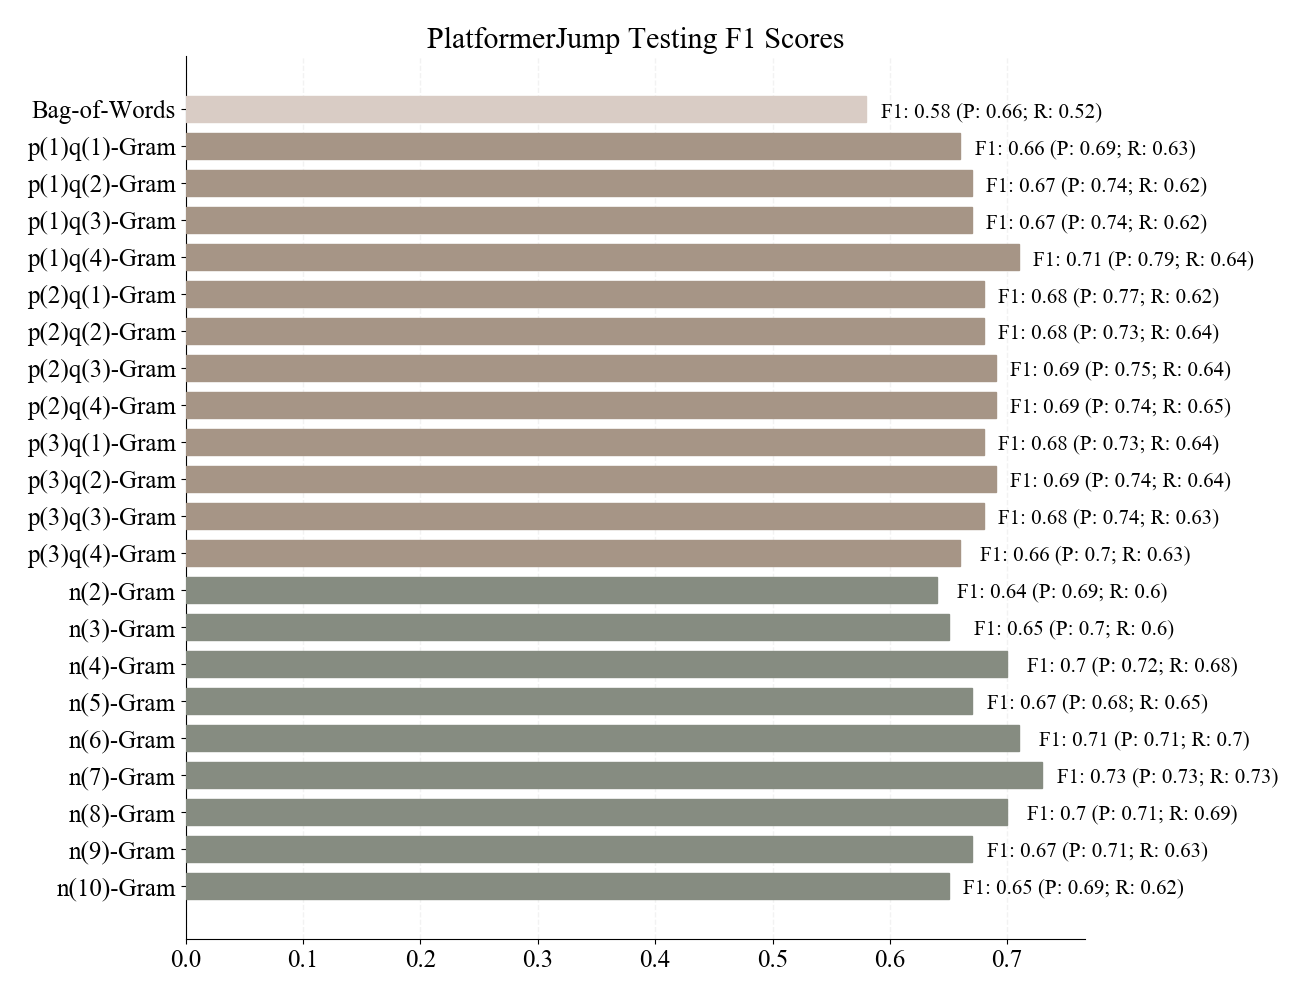 PlatformerJump Testing F1 Scores
Bag-of-Words F1: 0.58 (P: 0.66; R: 0.52)
p(1)q(1)-Gram F1: 0.66 (P: 0.69; R: 0.63)
p(1)q(2)-Gram F1: 0.67 (P: 0.74; R: 0.62)
p(1)q(3)-Gram F1: 0.67 (P: 0.74; R: 0.62)
p(1)q(4)-Gram F1: 0.71 (P: 0.79; R: 0.64)
p(2)q(1)-Gram F1: 0.68 (P: 0.77; R: 0.62)
p(2)q(2)-Gram F1: 0.68 (P: 0.73; R: 0.64)
p(2)q(3)-Gram F1: 0.69 (P: 0.75; R: 0.64)
p(2)q(4)-Gram F1: 0.69 (P: 0.74; R: 0.65)
p(3)q(1)-Gram F1: 0.68 (P: 0.73; R: 0.64)
p(3)q(2)-Gram F1: 0.69 (P: 0.74; R: 0.64)
p(3)q(3)-Gram F1: 0.68 (P: 0.74; R: 0.63)
p(3)q(4)-Gram F1: 0.66 (P: 0.7; R: 0.63)
n(2)-Gram F1: 0.64 (P: 0.69; R: 0.6)
n(3)-Gram F1: 0.65 (P: 0.7; R: 0.6)
n(4)-Gram F1: 0.7 (P: 0.72; R: 0.68)
n(5)-Gram F1: 0.67 (P: 0.68; R: 0.65)
n(6)-Gram F1: 0.71 (P: 0.71; R: 0.7)
n(7)-Gram F1: 0.73 (P: 0.73; R: 0.73)
n(8)-Gram F1: 0.7 (P: 0.71; R: 0.69)
n(9)-Gram F1: 0.67 (P: 0.71; R: 0.63)
n(10)-Gram F1: 0.65 (P: 0.69; R: 0.62)
0.0 0.1 0.2 0.3 0.4 0.5 0.6 0.7